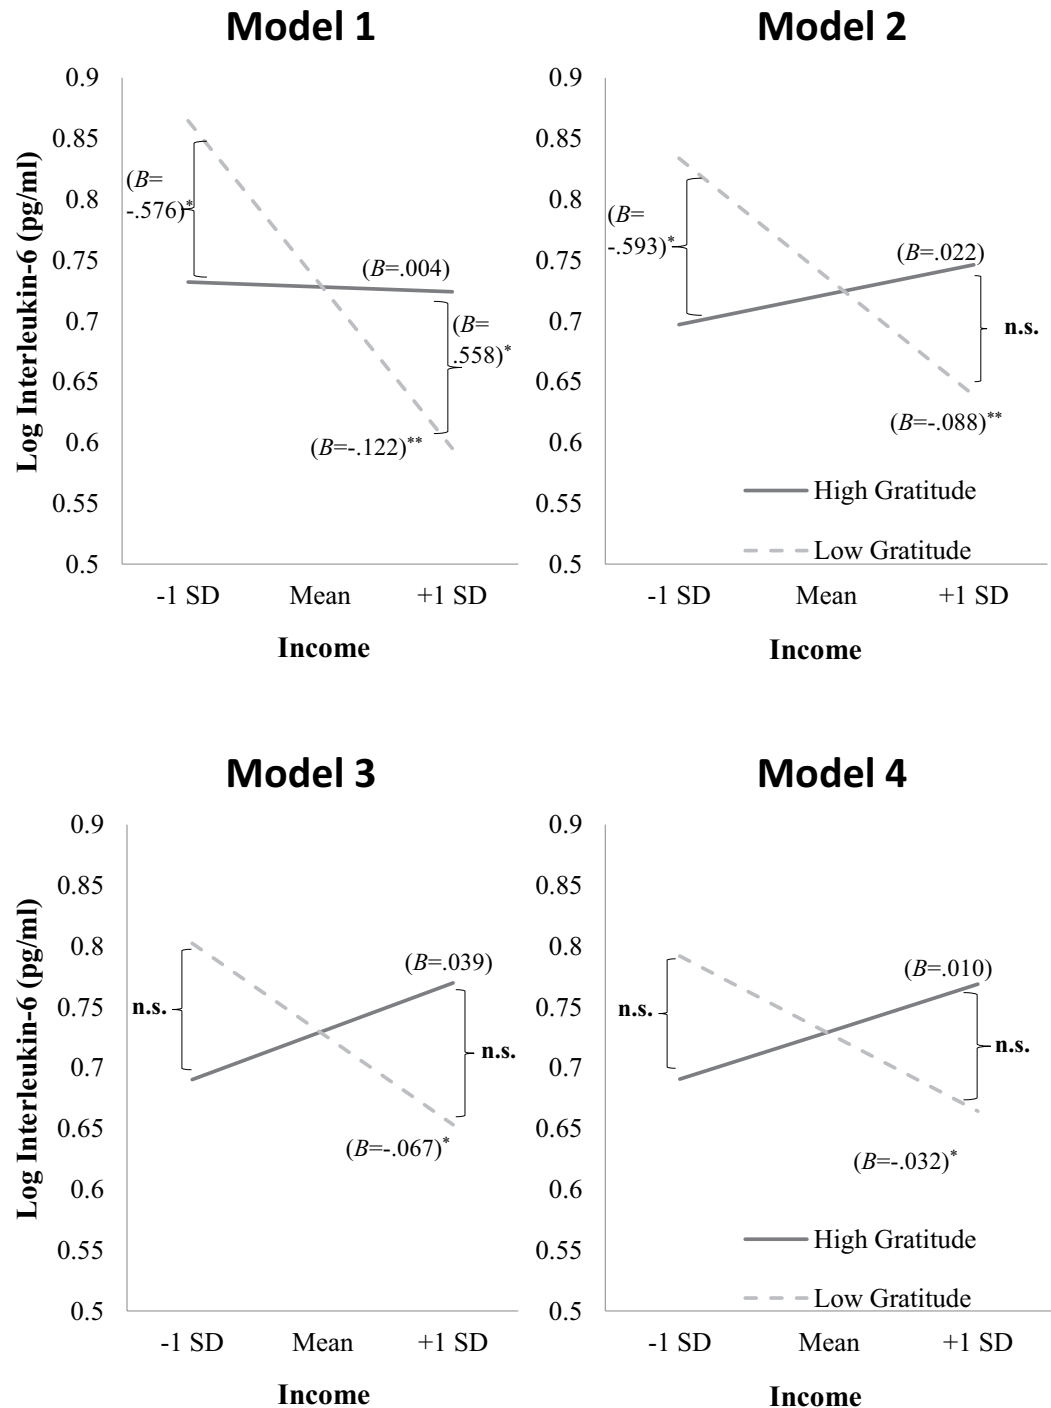 Model 1
Log Interleukin-6 (pg/ml)
0.9
0.85
0.8
0.75
0.7
0.65
0.6
0.55
0.5
(B=
-.576)*
(B=.004)
(B=
.558)*
(B=-.122)**
-1 SD Mean +1 SD
Income
Model 2
0.9
0.85
0.8
0.75
0.7
0.65
0.6
0.55
0.5
(B=
-.593)*
(B=.022)
n.s.
(B=-.088)**
High Gratitude
Low Gratitude
-1 SD Mean +1 SD
Income
Model 3
Log Interleukin-6 (pg/ml)
0.9
0.85
0.8
0.75
0.7
0.65
0.6
0.55
0.5
n.s.
(B=.039)
n.s.
(B=-.067)*
-1 SD Mean +1 SD
Income
Model 4
0.9
0.85
0.8
0.75
0.7
0.65
0.6
0.55
0.5
n.s.
(B=.010)
n.s.
(B=-.032)*
High Gratitude
Low Gratitude
-1 SD Mean +1 SD
Income